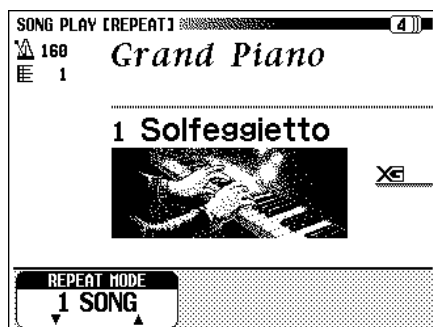 SONG PLAY [REPEAT]
4
160
1
Grand Piano
1 Solfeggietto
XG
REPEAT MODE
1 SONG